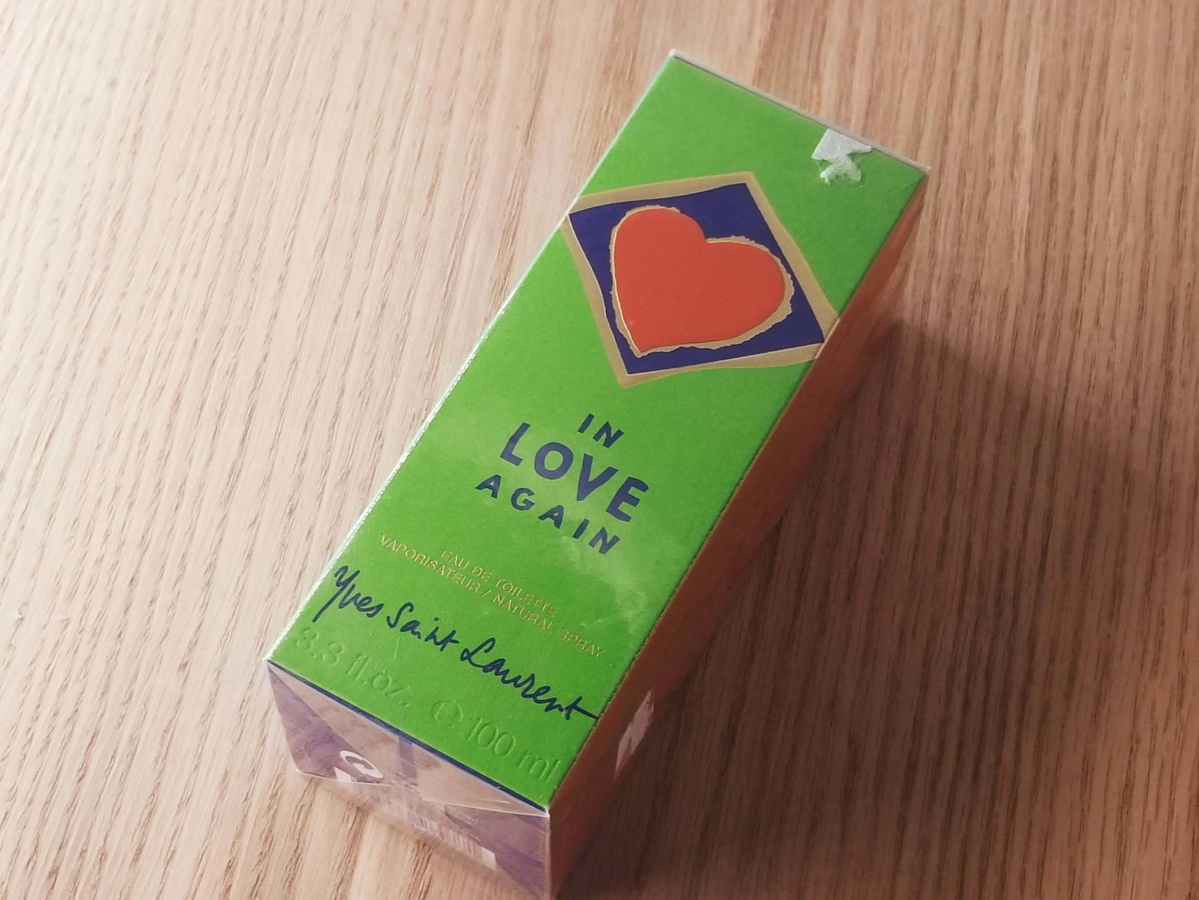 IN
LOVE
AGAIN
EAU DE TOILETTE
VAPORISATEUR / NATURAL SPRAY
Yves Saint Laurent
3.3 fl.oz. ℮ 100 ml